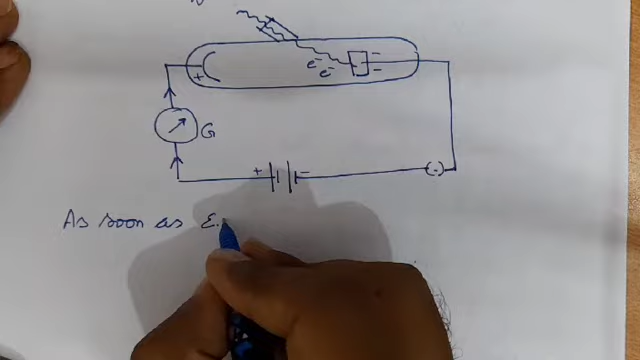 +
e⁻
e⁻
−
−
G
+
−
(·)
As soon as E.